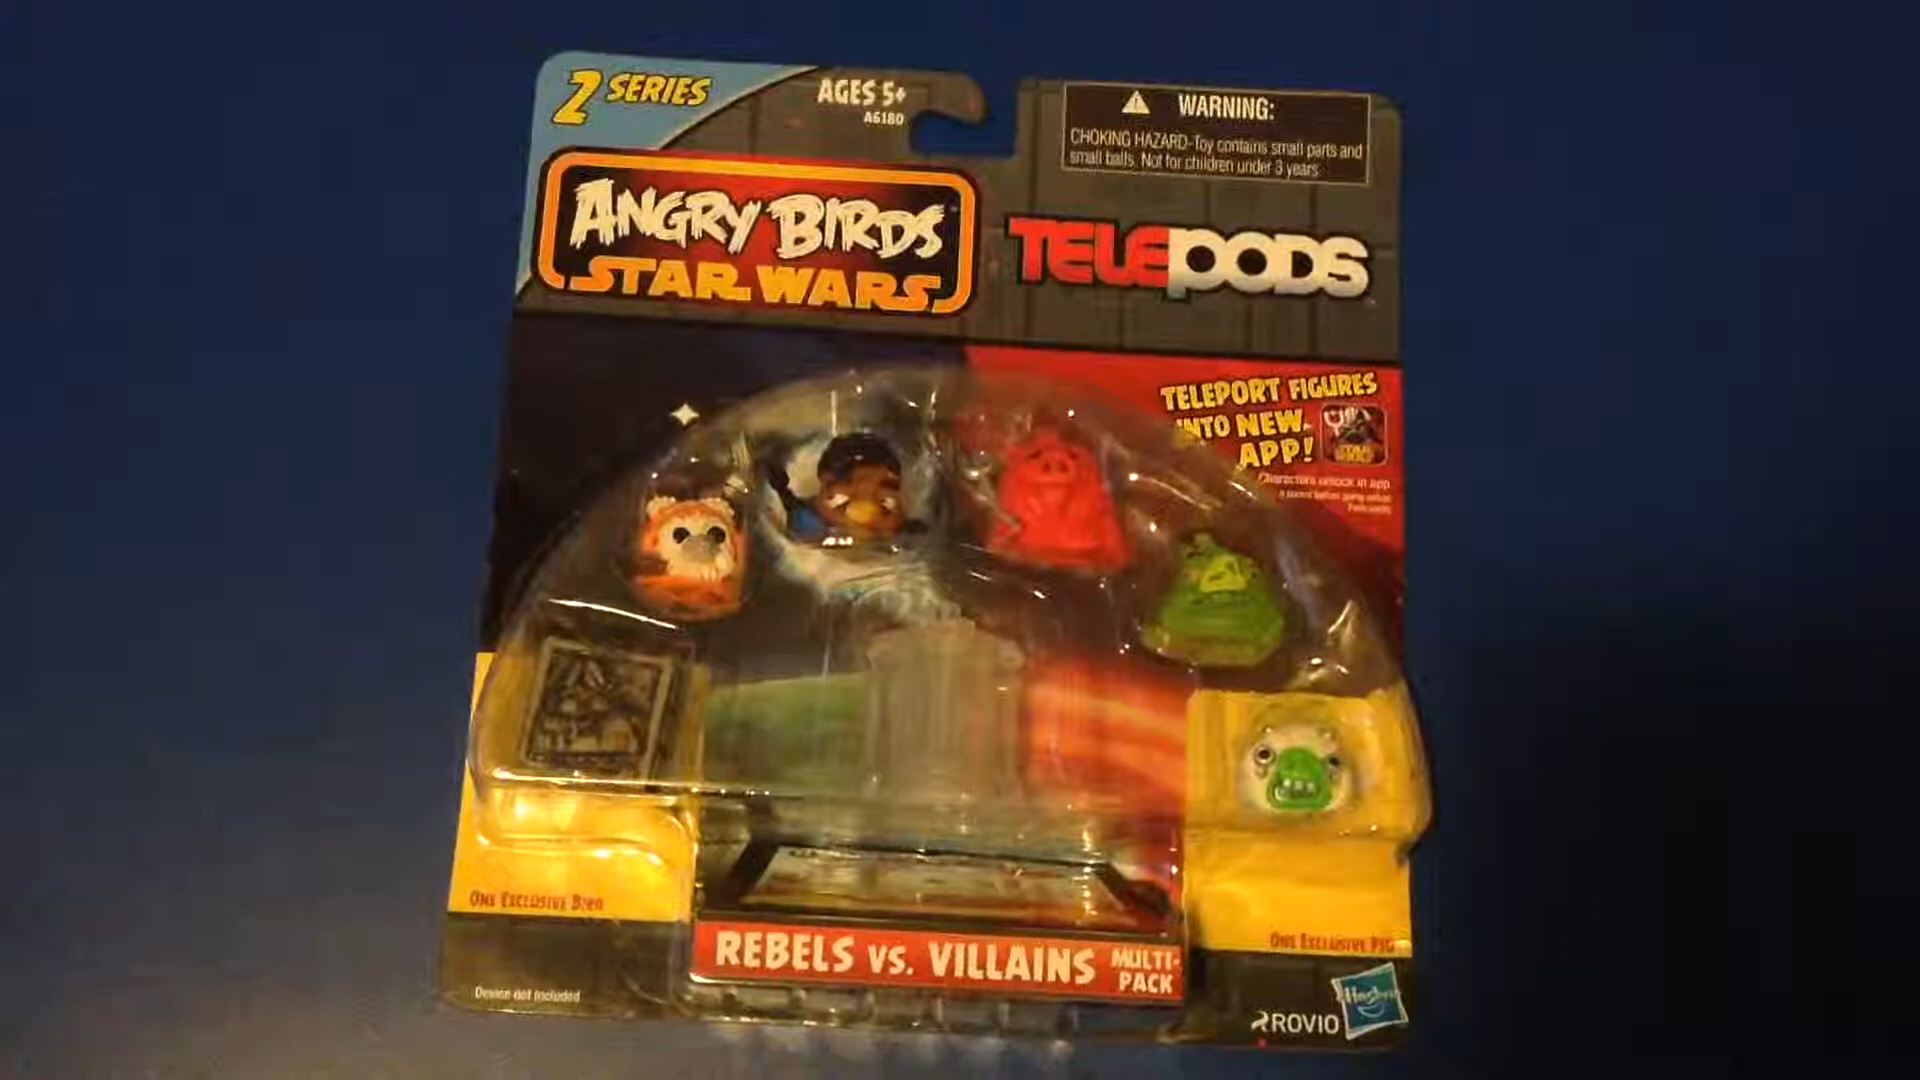 2 SERIES
AGES 5+
A6180
WARNING:
CHOKING HAZARD-Toy contains small parts and
small balls. Not for children under 3 years
ANGRY BIRDS
STAR WARS
TELEPODS
TELEPORT FIGURES
INTO NEW
APP!
Characters unlock in app
ONE EXCLUSIVE BIRD
ONE EXCLUSIVE PIG
REBELS VS. VILLAINS MULTI-
PACK
Device not included
ROVIO
Hasbro